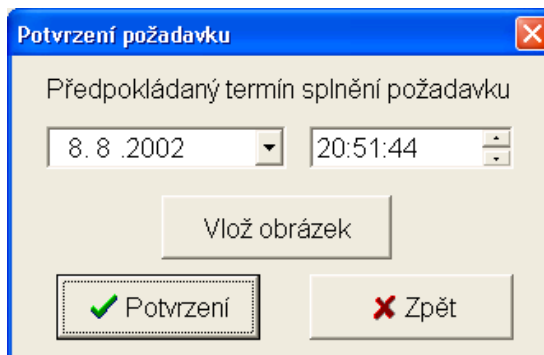 Potvrzení požadavku
Předpokládaný termín splnění požadavku
8. 8 .2002 20:51:44
Vlož obrázek
Potvrzení Zpět